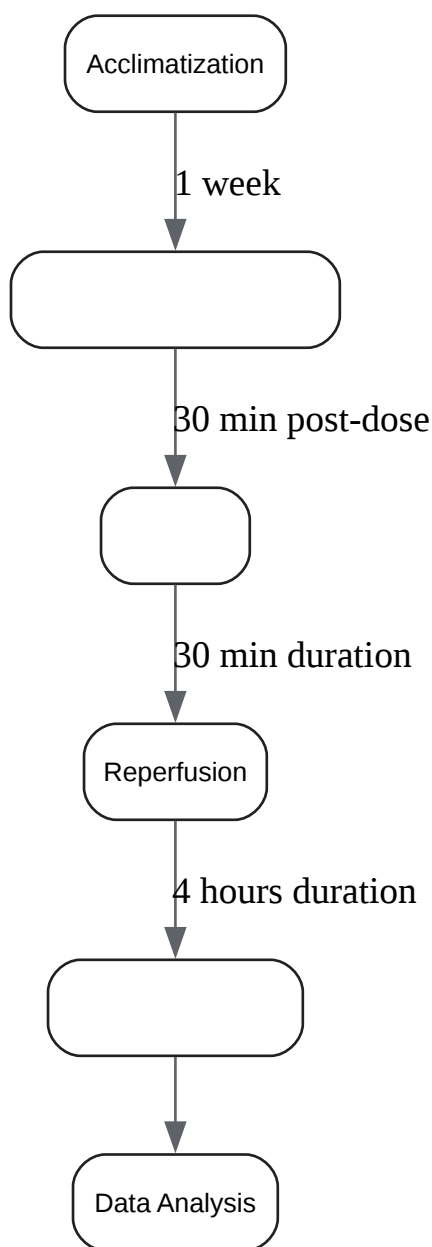 Acclimatization
1 week
30 min post-dose
30 min duration
Reperfusion
4 hours duration
Data Analysis